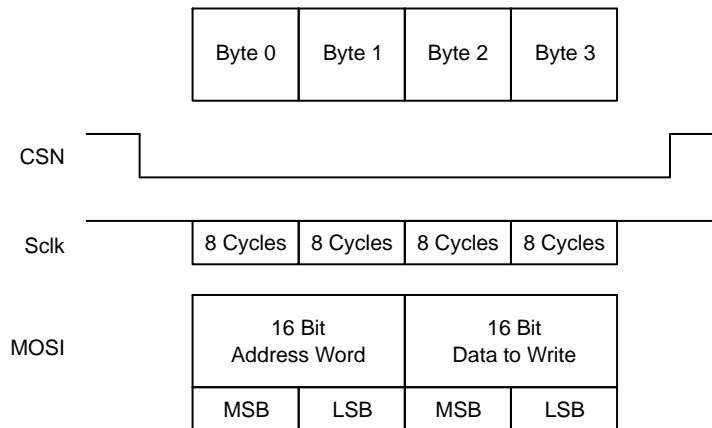 Byte 0 Byte 1 Byte 2 Byte 3
CSN
Sclk 8 Cycles 8 Cycles 8 Cycles 8 Cycles
MOSI
16 Bit
Address Word
16 Bit
Data to Write
MSB LSB MSB LSB